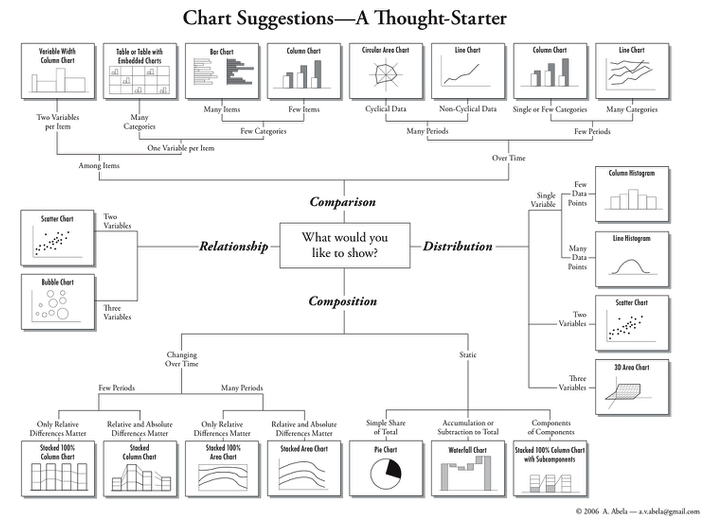 Chart Suggestions—A Thought-Starter
Variable Width
Column Chart
Table or Table with
Embedded Charts
Bar Chart
Column Chart
Circular Area Chart
Line Chart
Column Chart
Line Chart
Many Items
Few Items
Cyclical Data
Non-Cyclical Data
Single or Few Categories
Many Categories
Two Variables
per Item
Many
Categories
Few Categories
Many Periods
Few Periods
One Variable per Item
Among Items
Over Time
Comparison
What would you
like to show?
Relationship
Two
Variables
Scatter Chart
Three
Variables
Bubble Chart
Distribution
Single
Variable
Few
Data
Points
Column Histogram
Many
Data
Points
Line Histogram
Two
Variables
Scatter Chart
Three
Variables
3D Area Chart
Composition
Changing
Over Time
Static
Few Periods
Many Periods
Only Relative
Differences Matter
Relative and Absolute
Differences Matter
Only Relative
Differences Matter
Relative and Absolute
Differences Matter
Simple Share
of Total
Accumulation or
Subtraction to Total
Components
of Components
Stacked 100%
Column Chart
Stacked
Column Chart
Stacked 100%
Area Chart
Stacked Area Chart
Pie Chart
Waterfall Chart
Stacked 100% Column Chart
with Subcomponents
© 2006 A. Abela — a.v.abela@gmail.com